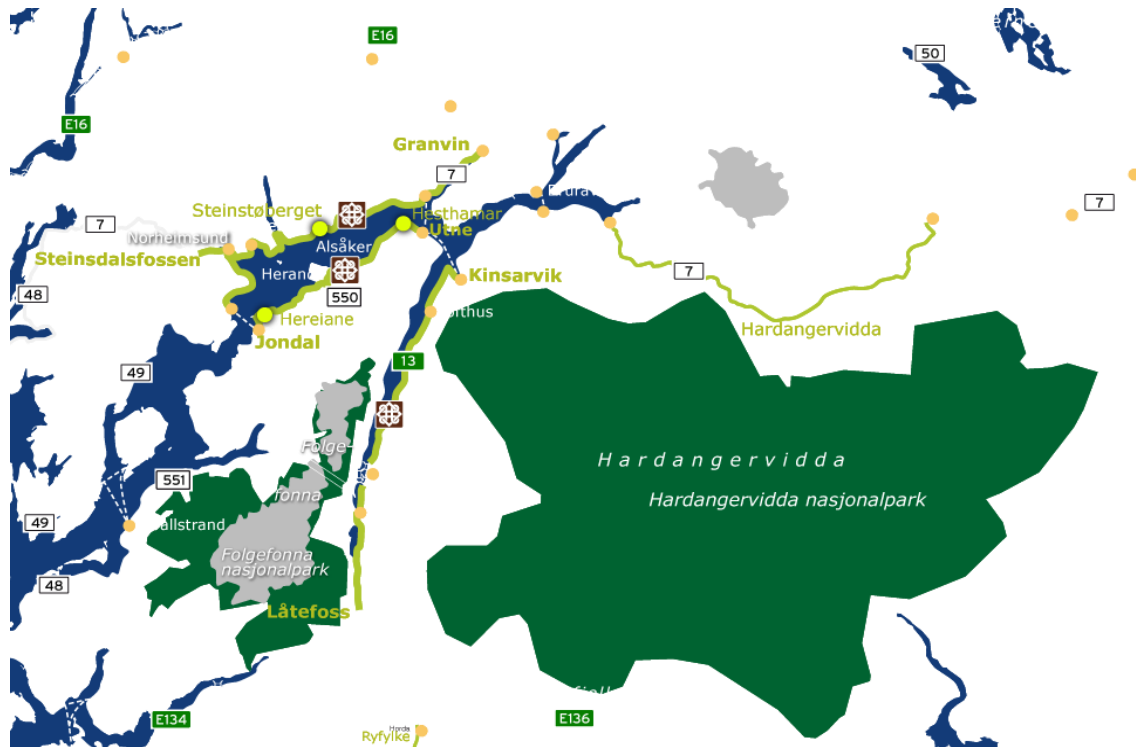 E16
50
E16
Granvin
7
Steinstøberget
Hesthamar
Utne
7
7
Norheimsund
Alsåker
Steinsdalsfossen
Kinsarvik
7
48
550
Hereiane
Hardangervidda
Jondal
13
49
Folge-
Hardangervidda
551
fonna
Hardangervidda nasjonalpark
49
Folgefonna
nasjonalpark
48
Låtefoss
E134
E136
Horda
Ryfylke